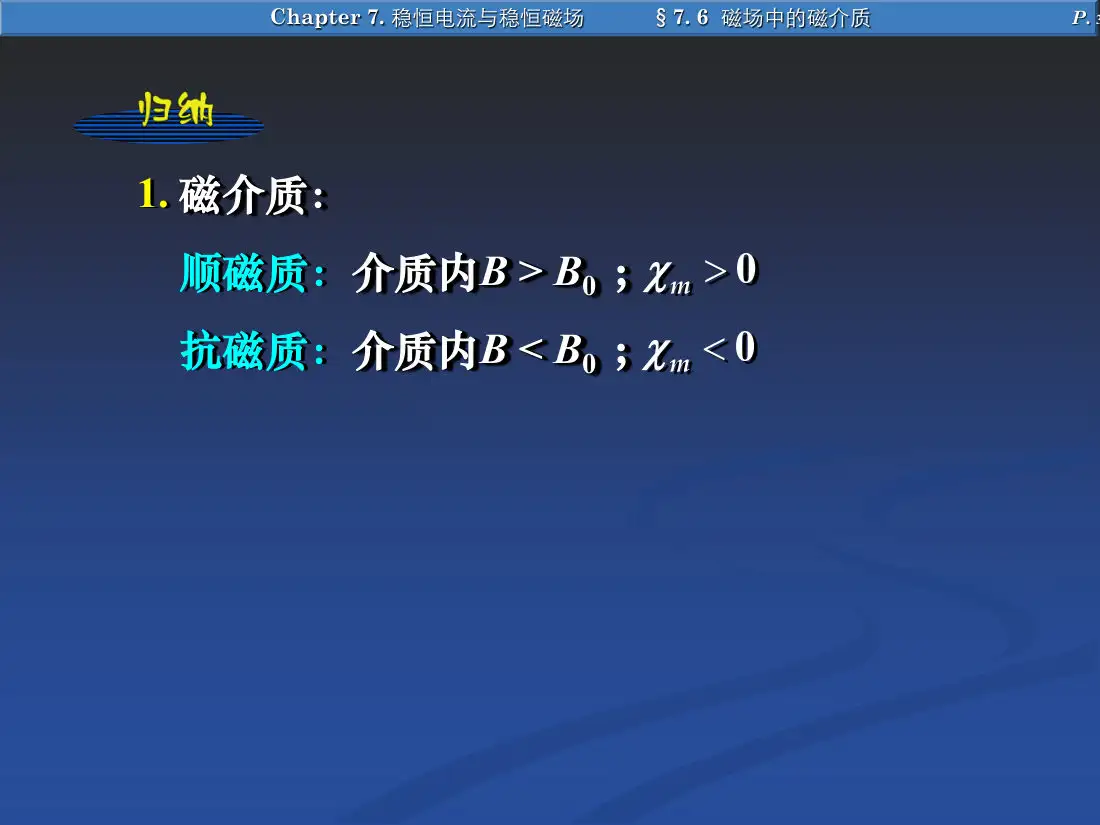 Chapter 7. 稳恒电流与稳恒磁场 §7.6 磁场中的磁介质 P.
归纳
1. 磁介质：
顺磁质： 介质内B > B₀ ；χₘ > 0
抗磁质： 介质内B < B₀ ；χₘ < 0